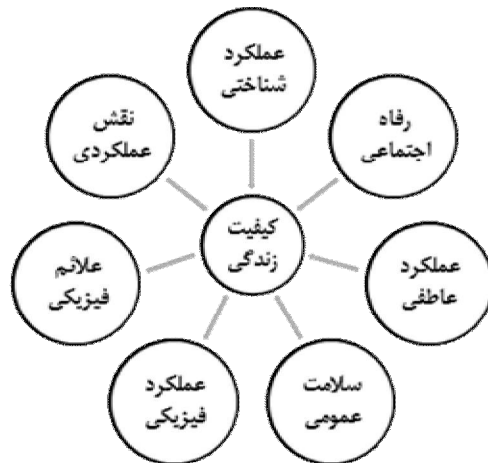 عملکرد
شناختی
رفاه
اجتماعی
عملکرد
عاطفی
سلامت
عمومی
عملکرد
فیزیکی
علائم
فیزیکی
نقش
عملکردی
کیفیت
زندگی